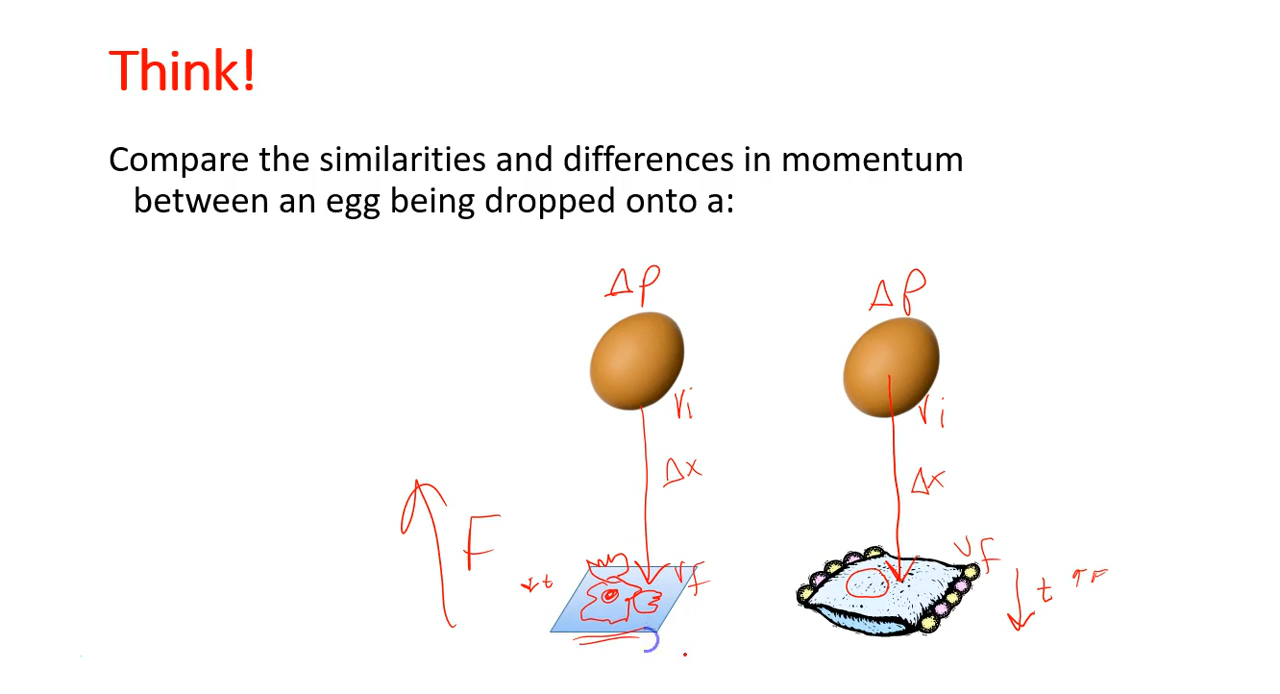 Think!
Compare the similarities and differences in momentum
between an egg being dropped onto a:
Δp Δp
vi vi
Δx Δx
F
↓t vf vf
↓ t ↑F